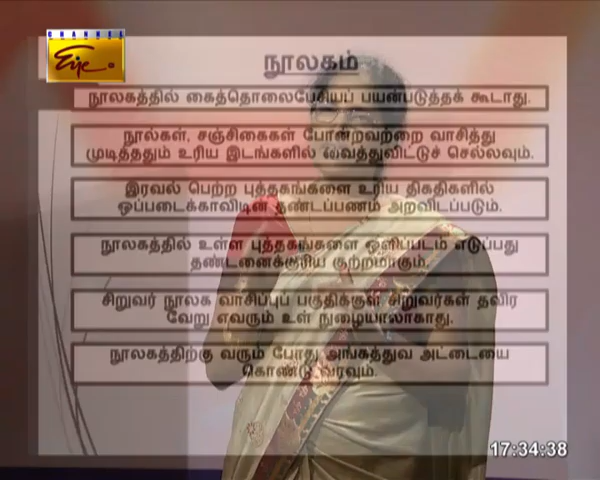 CHANNEL
Eye
நூலகம்
நூலகத்தில் கைத்தொலைபேசியப் பயன்படுத்தக் கூடாது.
நூல்கள், சஞ்சிகைகள் போன்றவற்றை வாசித்து
முடித்ததும் உரிய இடங்களில் வைத்துவிட்டுச் செல்லவும்.
இரவல் பெற்ற புத்தகங்களை உரிய திகதிகளில்
ஒப்படைக்காவிடின் தண்டப்பணம் அறவிடப்படும்.
நூலகத்தில் உள்ள புத்தகங்களை ஒளிப்படம் எடுப்பது
தண்டனைக்குரிய குற்றமாகும்.
சிறுவர் நூலக வாசிப்புப் பகுதிக்குள் சிறுவர்கள் தவிர
வேறு எவரும் உள் நுழையலாகாது.
நூலகத்திற்கு வரும் போது அங்கத்துவ அட்டையை
கொண்டு வரவும்.
17:34:38